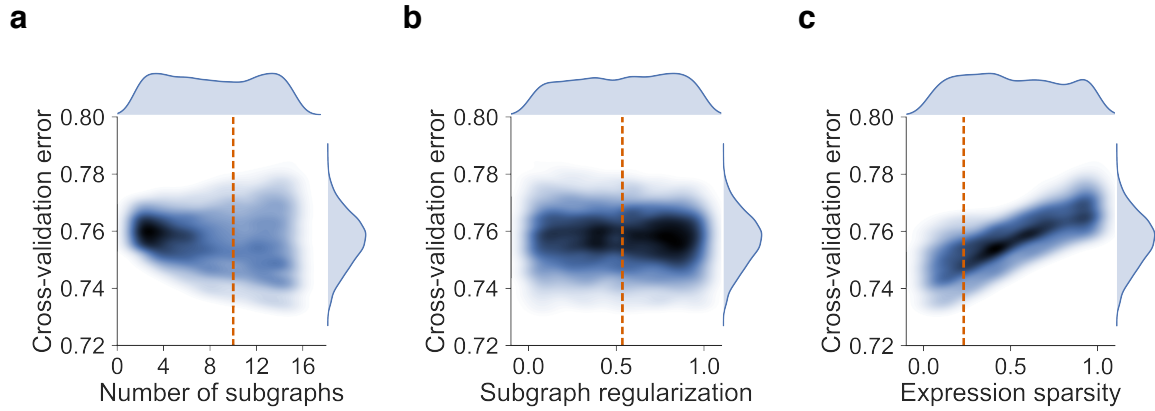 a
b
c
Cross-validation error
0.80
0.78
0.76
0.74
0.72
0 4 8 12 16
Number of subgraphs
Cross-validation error
0.80
0.78
0.76
0.74
0.72
0.0 0.5 1.0
Subgraph regularization
Cross-validation error
0.80
0.78
0.76
0.74
0.72
0.0 0.5 1.0
Expression sparsity